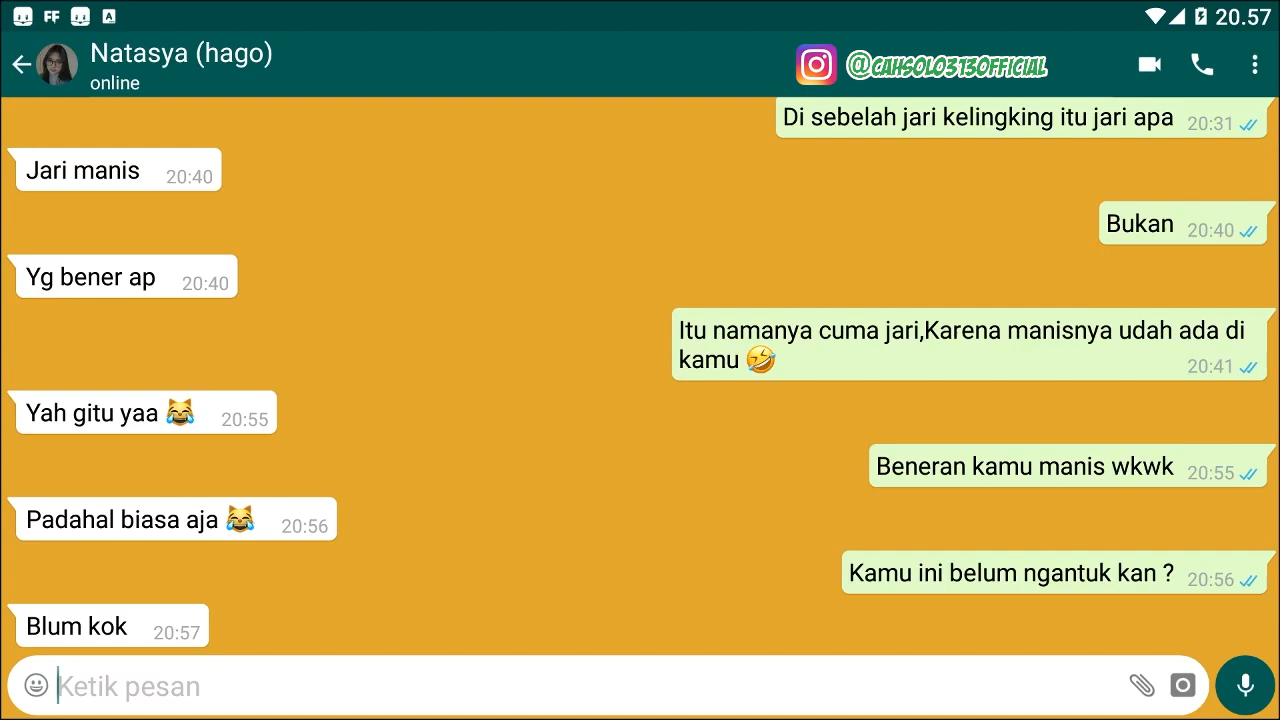 FF
A
20.57
Natasya (hago)
online
@CAHSOLO313OFFICIAL
Di sebelah jari kelingking itu jari apa 20:31
Jari manis 20:40
Bukan 20:40
Yg bener ap 20:40
Itu namanya cuma jari,Karena manisnya udah ada di
kamu 🤣 20:41
Yah gitu yaa 😹 20:55
Beneran kamu manis wkwk 20:55
Padahal biasa aja 😹 20:56
Kamu ini belum ngantuk kan ? 20:56
Blum kok 20:57
Ketik pesan